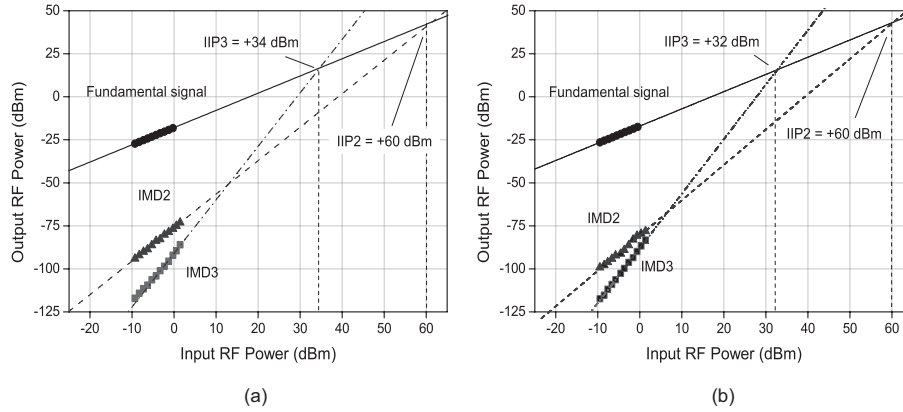 50
25
0
-25
-50
-75
-100
-125
Output RF Power (dBm)
IIP3 = +34 dBm
Fundamental signal
IIP2 = +60 dBm
IMD2
IMD3
-20 -10 0 10 20 30 40 50 60
Input RF Power (dBm)
(a)
50
25
0
-25
-50
-75
-100
-125
Output RF Power (dBm)
IIP3 = +32 dBm
Fundamental signal
IIP2 = +60 dBm
IMD2
IMD3
-20 -10 0 10 20 30 40 50 60
Input RF Power (dBm)
(b)